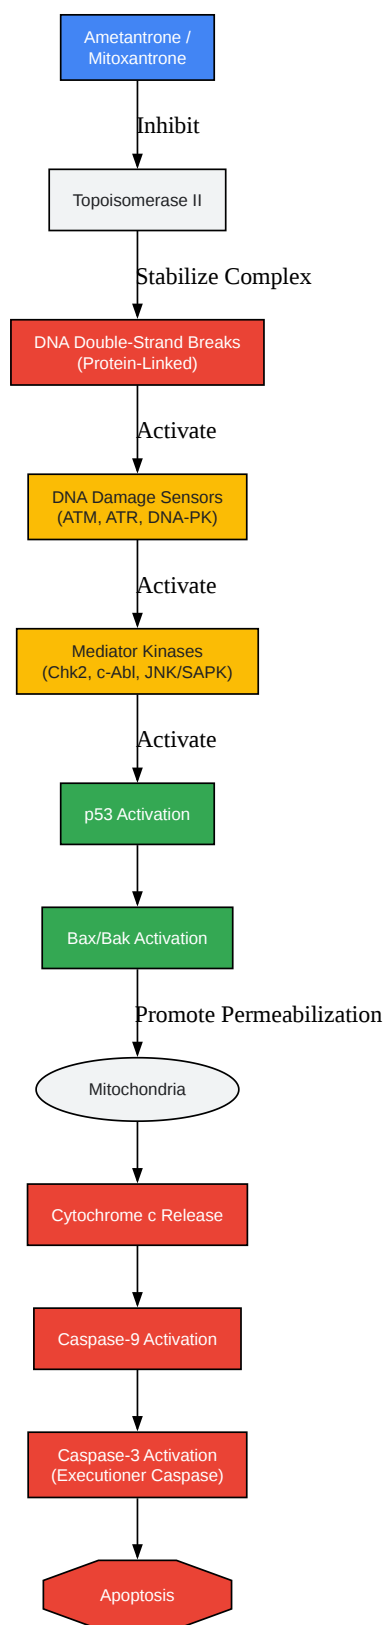 Ametantrone /
Mitoxantrone
Inhibit
Topoisomerase II
Stabilize Complex
DNA Double-Strand Breaks
(Protein-Linked)
Activate
DNA Damage Sensors
(ATM, ATR, DNA-PK)
Activate
Mediator Kinases
(Chk2, c-Abl, JNK/SAPK)
Activate
p53 Activation
Bax/Bak Activation
Promote Permeabilization
Mitochondria
Cytochrome c Release
Caspase-9 Activation
Caspase-3 Activation
(Executioner Caspase)
Apoptosis